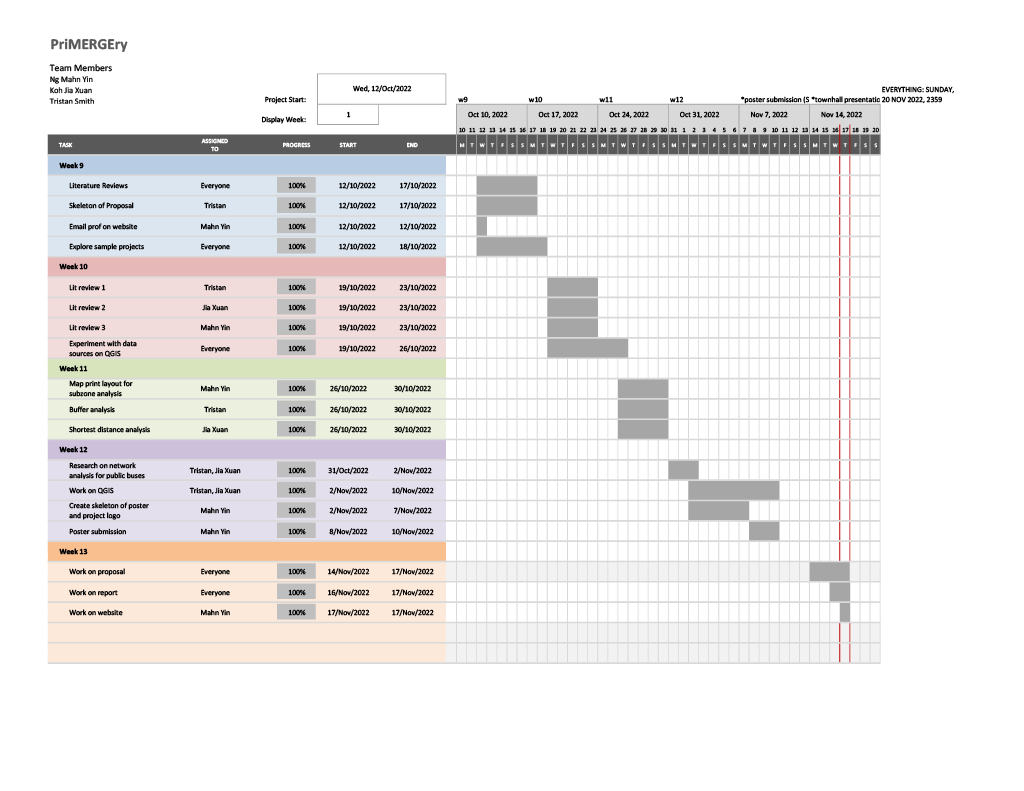 PriMERGEry
Team Members
Ng Mahn Yin
Koh Jia Xuan
Tristan Smith
Project Start:
Wed, 12/Oct/2022
Display Week:
1
EVERYTHING: SUNDAY,
w9 w10 w11 w12 *poster submission (S *townhall presentatic 20 NOV 2022, 2359
Oct 10, 2022 Oct 17, 2022 Oct 24, 2022 Oct 31, 2022 Nov 7, 2022 Nov 14, 2022
10 11 12 13 14 15 16 17 18 19 20 21 22 23 24 25 26 27 28 29 30 31 1 2 3 4 5 6 7 8 9 10 11 12 13 14 15 16 17 18 19 20
TASK ASSIGNED TO PROGRESS START END M T W T F S S M T W T F S S M T W T F S S M T W T F S S M T W T F S S M T W T F S S
Week 9
Literature Reviews Everyone 100% 12/10/2022 17/10/2022
Skeleton of Proposal Tristan 100% 12/10/2022 17/10/2022
Email prof on website Mahn Yin 100% 12/10/2022 12/10/2022
Explore sample projects Everyone 100% 12/10/2022 18/10/2022
Week 10
Lit review 1 Tristan 100% 19/10/2022 23/10/2022
Lit review 2 Jia Xuan 100% 19/10/2022 23/10/2022
Lit review 3 Mahn Yin 100% 19/10/2022 23/10/2022
Experiment with data
sources on QGIS Everyone 100% 19/10/2022 26/10/2022
Week 11
Map print layout for
subzone analysis Mahn Yin 100% 26/10/2022 30/10/2022
Buffer analysis Tristan 100% 26/10/2022 30/10/2022
Shortest distance analysis Jia Xuan 100% 26/10/2022 30/10/2022
Week 12
Research on network
analysis for public buses Tristan, Jia Xuan 100% 31/Oct/2022 2/Nov/2022
Work on QGIS Tristan, Jia Xuan 100% 2/Nov/2022 10/Nov/2022
Create skeleton of poster
and project logo Mahn Yin 100% 2/Nov/2022 7/Nov/2022
Poster submission Mahn Yin 100% 8/Nov/2022 10/Nov/2022
Week 13
Work on proposal Everyone 100% 14/Nov/2022 17/Nov/2022
Work on report Everyone 100% 16/Nov/2022 17/Nov/2022
Work on website Mahn Yin 100% 17/Nov/2022 17/Nov/2022